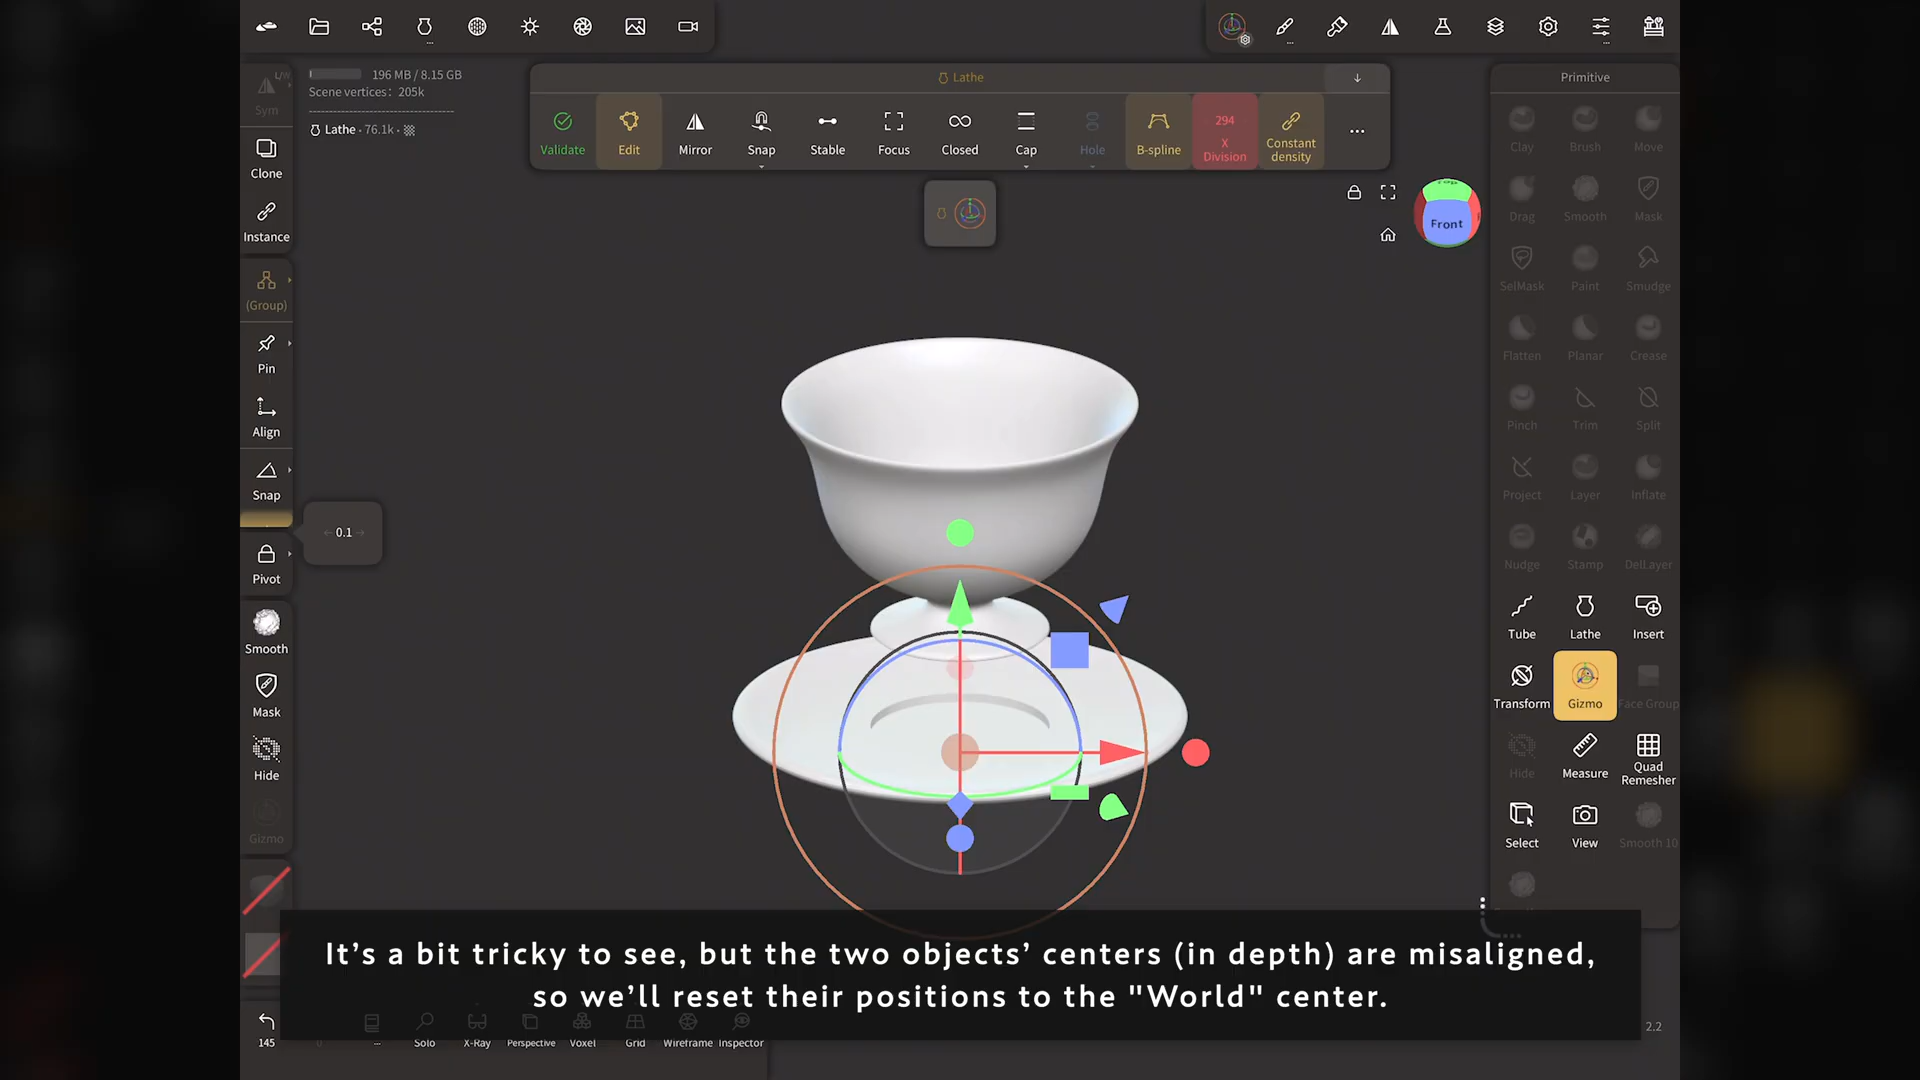 196 MB / 8.15 GB
Scene vertices: 205k
Lathe • 76.1k •
L/W
Sym
Clone
Instance
(Group)
Pin
Align
Snap
← 0.1 →
Pivot
Smooth
Mask
Hide
Gizmo
145
Lathe
Validate
Edit
Mirror
Snap
Stable
Focus
Closed
Cap
Hole
B-spline
294
X
Division
Constant
density
...
Front
Primitive
Clay
Brush
Move
Drag
Smooth
Mask
SelMask
Paint
Smudge
Flatten
Planar
Crease
Pinch
Trim
Split
Project
Layer
Inflate
Nudge
Stamp
DelLayer
Tube
Lathe
Insert
Transform
Gizmo
Face Group
Hide
Measure
Quad
Remesher
Select
View
Smooth 10
It's a bit tricky to see, but the two objects' centers (in depth) are misaligned,
so we'll reset their positions to the "World" center.
0
...
Solo
X-Ray
Perspective
Voxel
Grid
Wireframe
Inspector
2.2